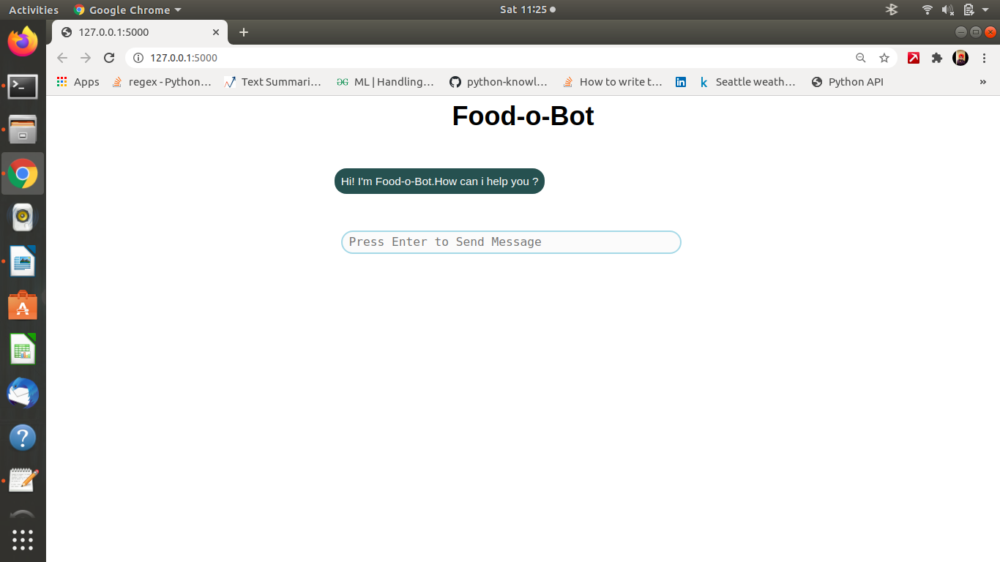 Activities Google Chrome Sat 11:25
127.0.0.1:5000
127.0.0.1:5000
Apps regex - Python… Text Summari… ML | Handling… python-knowl… How to write t… in k Seattle weath… Python API »
Food-o-Bot
Hi! I'm Food-o-Bot.How can i help you ?
Press Enter to Send Message